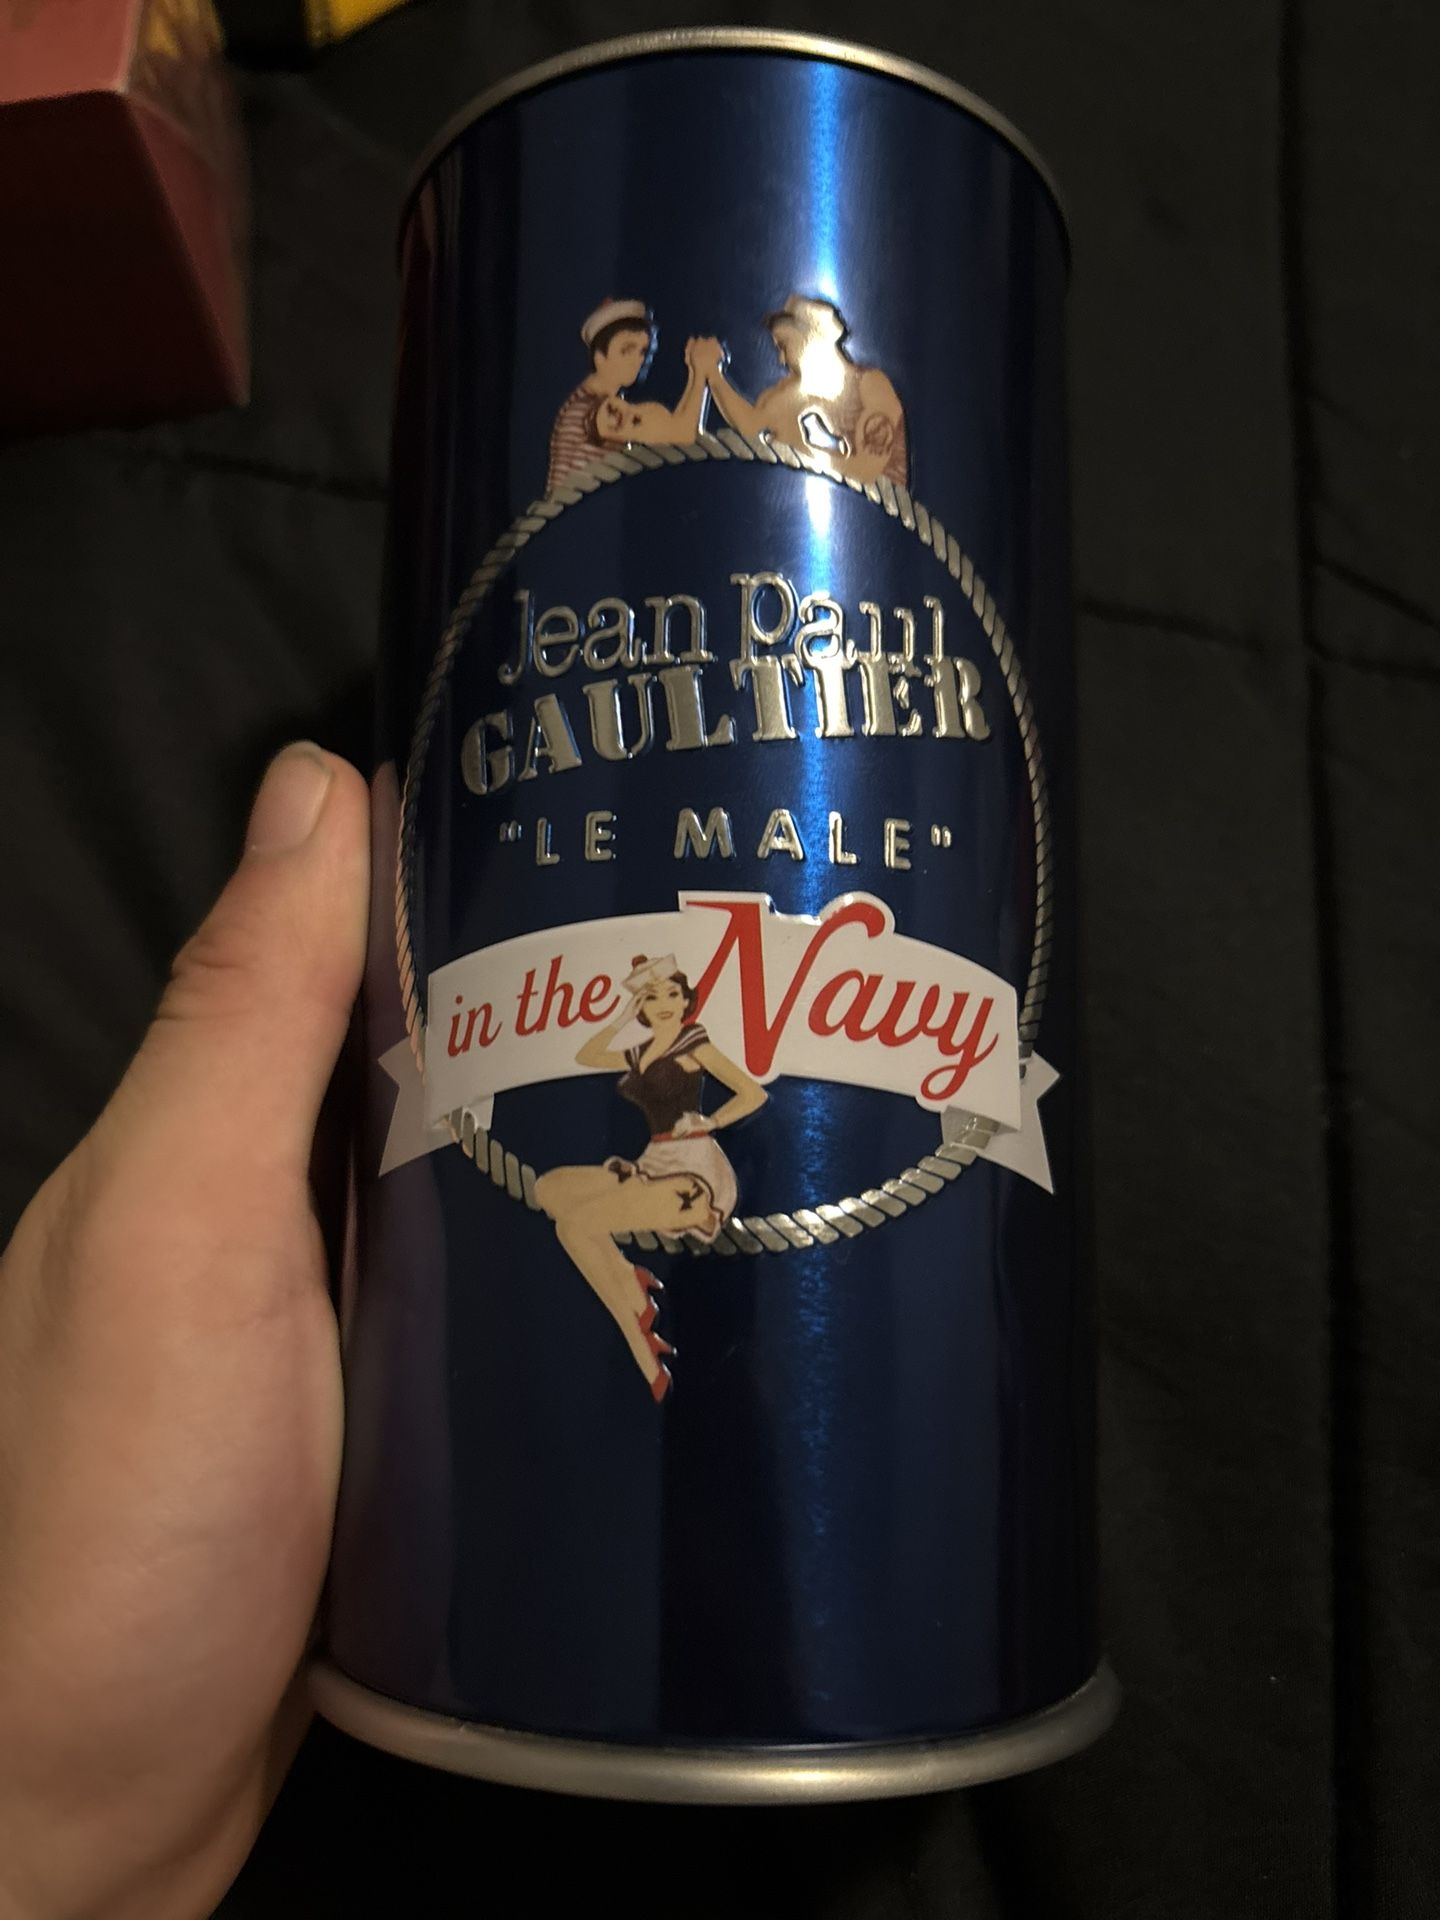 Jean Paul
GAULTIER
"LE MALE"
in the Navy